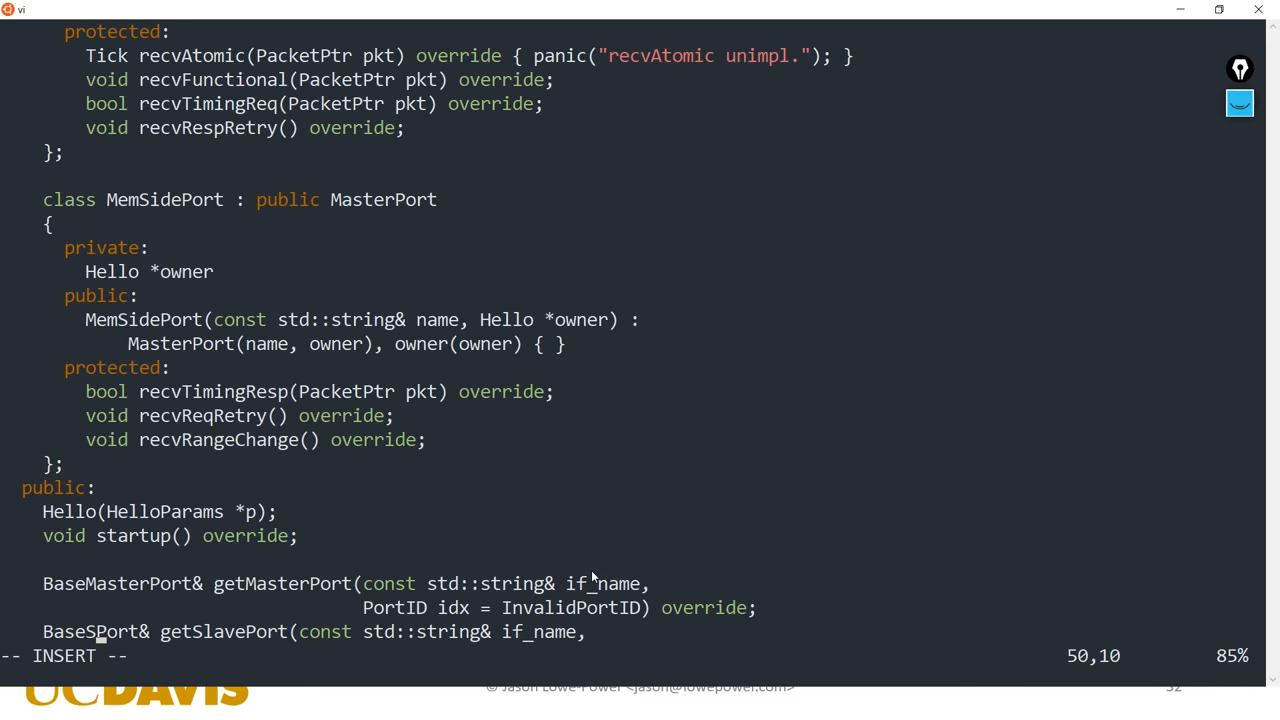 vi
protected:
Tick recvAtomic(PacketPtr pkt) override { panic("recvAtomic unimpl."); }
void recvFunctional(PacketPtr pkt) override;
bool recvTimingReq(PacketPtr pkt) override;
void recvRespRetry() override;
};
class MemSidePort : public MasterPort
{
private:
Hello *owner
public:
MemSidePort(const std::string& name, Hello *owner) :
MasterPort(name, owner), owner(owner) { }
protected:
bool recvTimingResp(PacketPtr pkt) override;
void recvReqRetry() override;
void recvRangeChange() override;
};
public:
Hello(HelloParams *p);
void startup() override;
BaseMasterPort& getMasterPort(const std::string& if_name,
PortID idx = InvalidPortID) override;
BaseSPort& getSlavePort(const std::string& if_name,
-- INSERT -- 50,10 85%
UCDAVIS © Jason Lowe-Power <jason@lowepower.com>